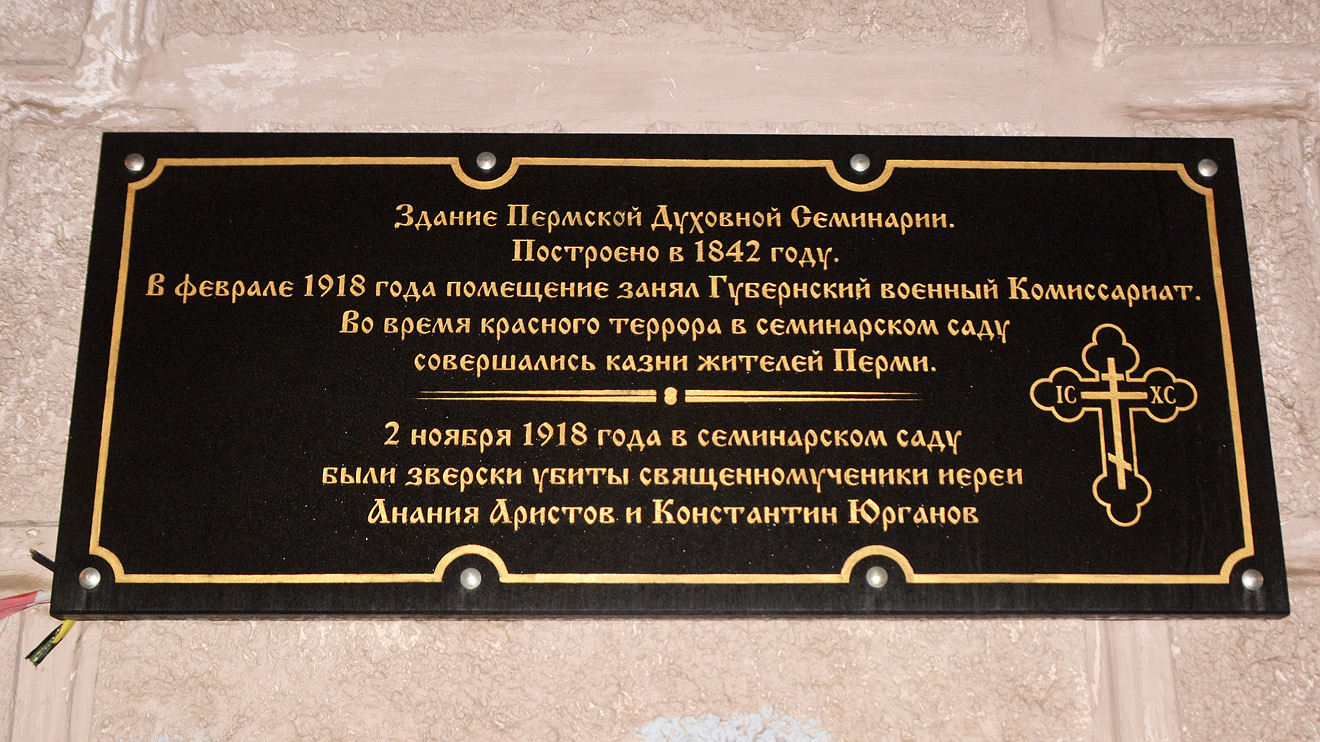 Здание Пермской Духовной Семинарии.
Построено в 1842 году.
В феврале 1918 года помещение занял Губернский военный Комиссариат.
Во время красного террора в семинарском саду
совершались казни жителей Перми.
2 ноября 1918 года в семинарском саду
были зверски убиты священномученики иереи
Анания Аристов и Константин Юрганов
IC XC